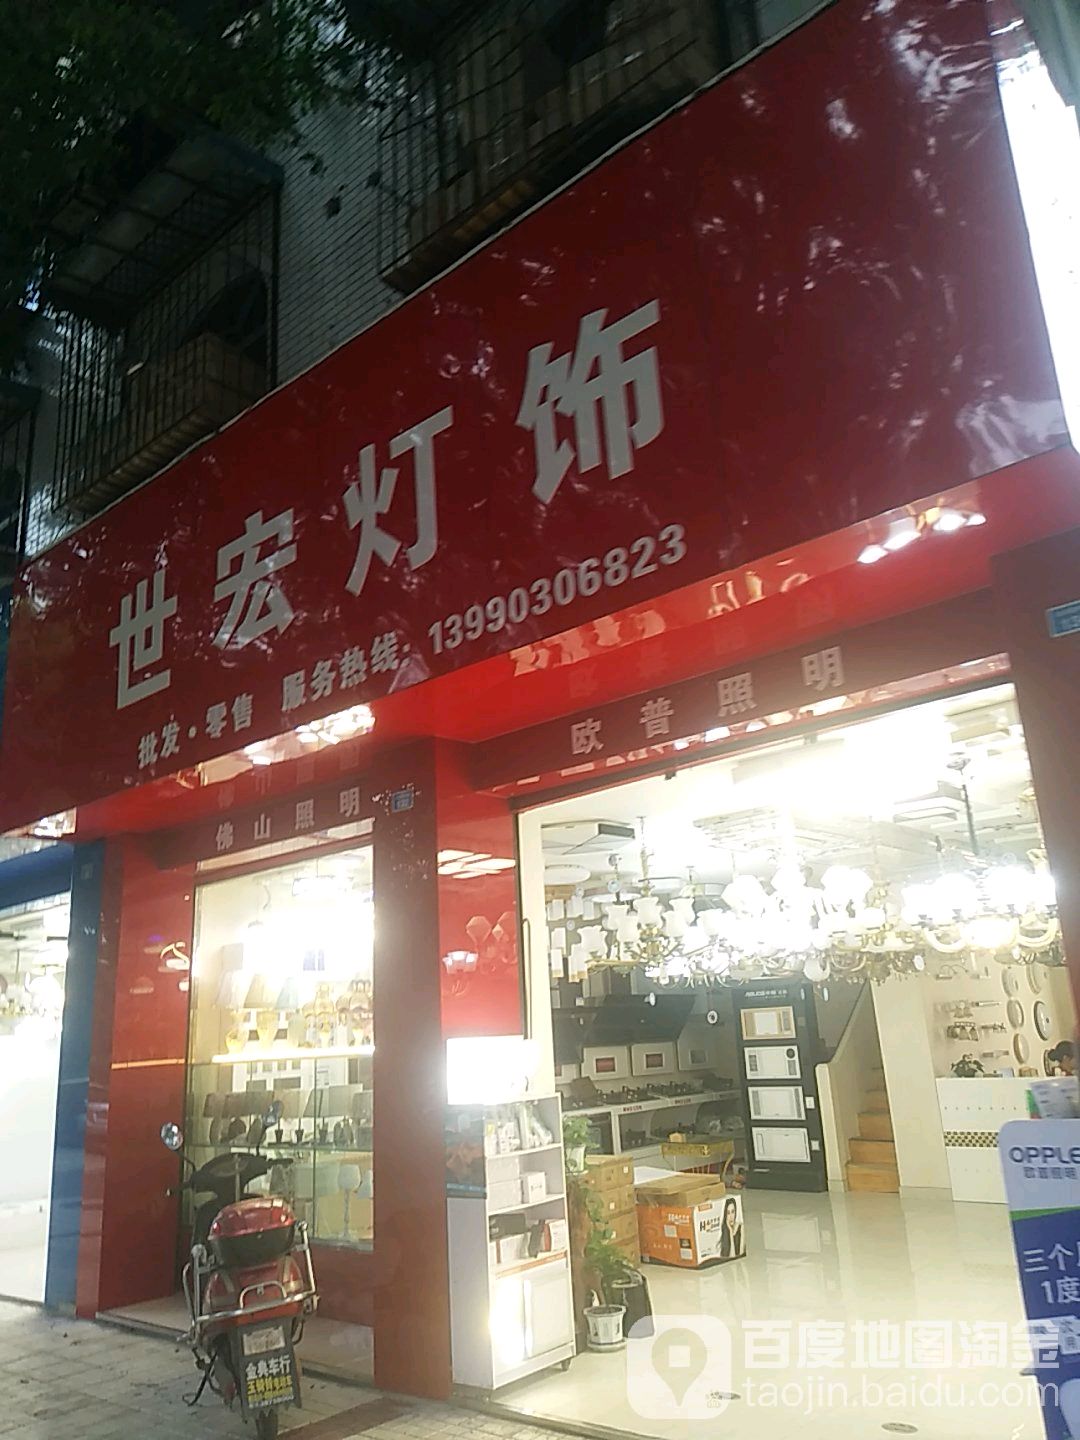 世宏灯饰
批发·零售 服务热线: 13990306823
欧普照明
佛山照明
OPPLE
欧普照明
三个
1度
金典车行
百度地图淘金
taojin.baidu.com